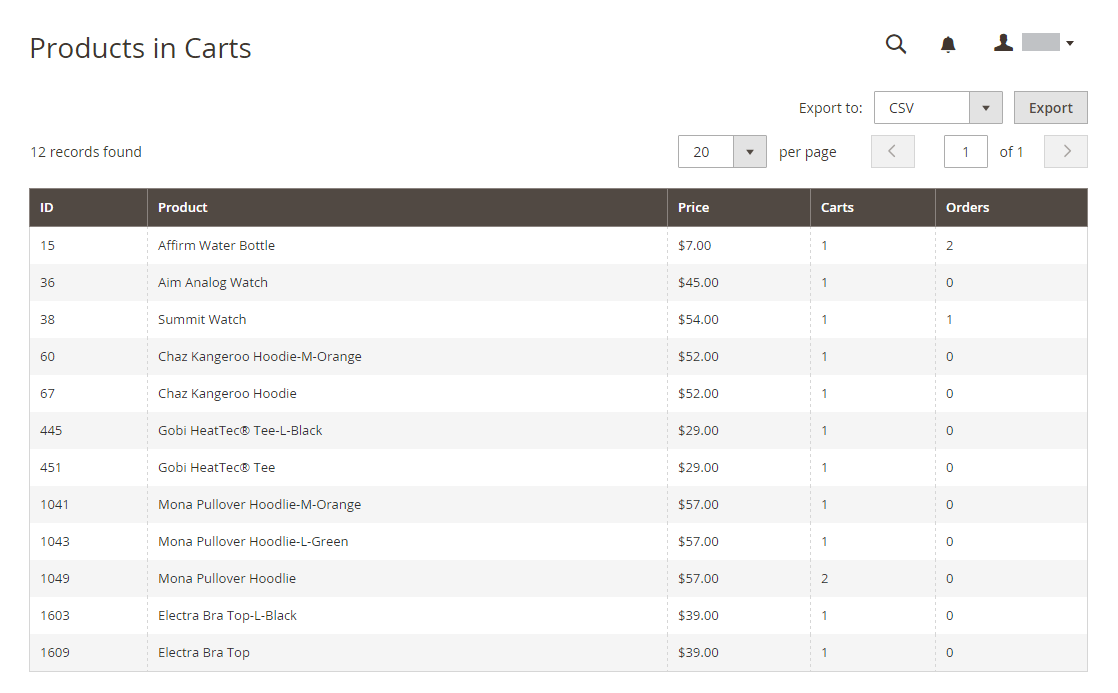 Products in Carts
Export to: CSV Export
12 records found 20 per page 1 of 1
ID Product Price Carts Orders
15 Affirm Water Bottle $7.00 1 2
36 Aim Analog Watch $45.00 1 0
38 Summit Watch $54.00 1 1
60 Chaz Kangeroo Hoodie-M-Orange $52.00 1 0
67 Chaz Kangeroo Hoodie $52.00 1 0
445 Gobi HeatTec® Tee-L-Black $29.00 1 0
451 Gobi HeatTec® Tee $29.00 1 0
1041 Mona Pullover Hoodlie-M-Orange $57.00 1 0
1043 Mona Pullover Hoodlie-L-Green $57.00 1 0
1049 Mona Pullover Hoodlie $57.00 2 0
1603 Electra Bra Top-L-Black $39.00 1 0
1609 Electra Bra Top $39.00 1 0